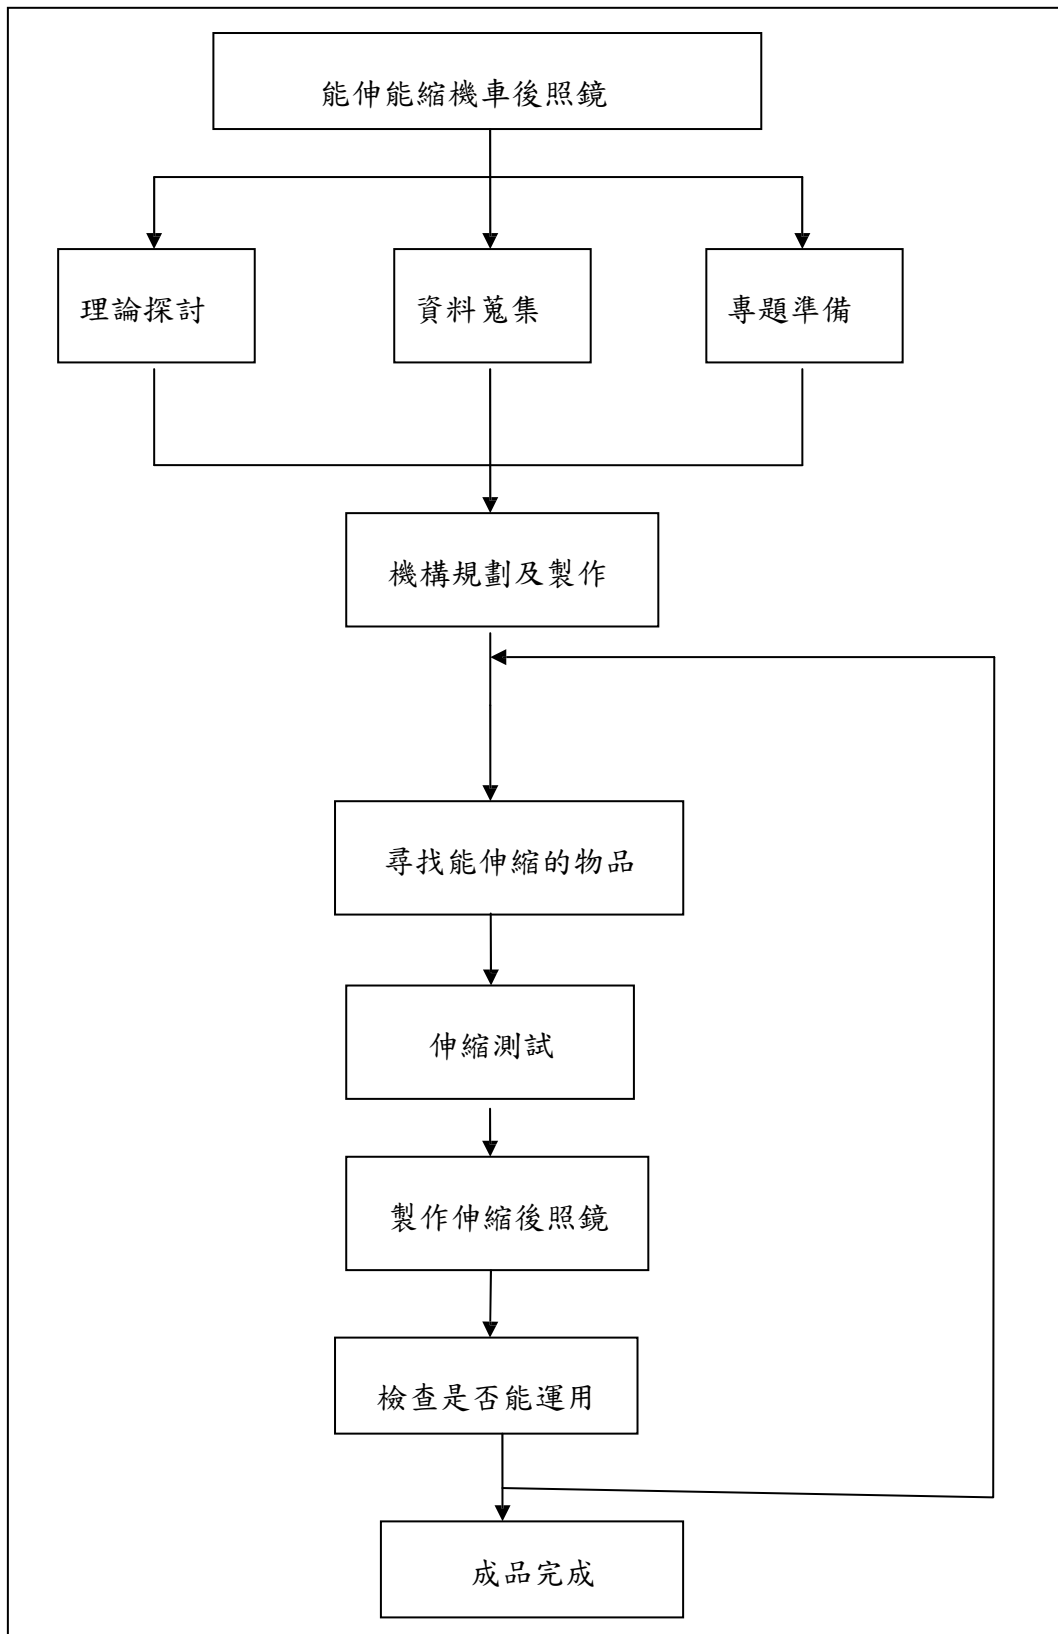 能伸能縮機車後照鏡
理論探討
資料蒐集
專題準備
機構規劃及製作
尋找能伸縮的物品
伸縮測試
製作伸縮後照鏡
檢查是否能運用
成品完成